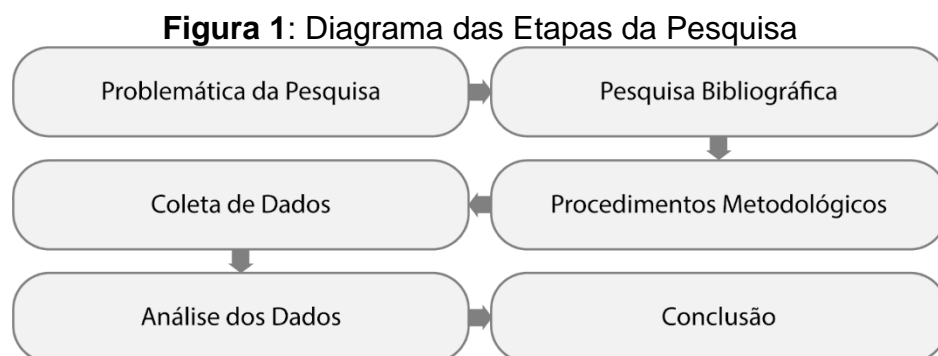 Figura 1: Diagrama das Etapas da Pesquisa
Problemática da Pesquisa
Pesquisa Bibliográfica
Procedimentos Metodológicos
Coleta de Dados
Análise dos Dados
Conclusão